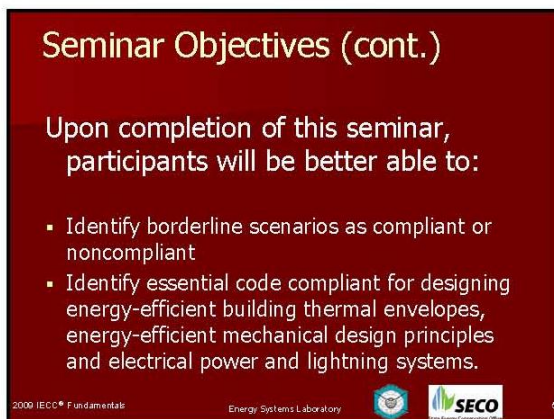 Seminar Objectives (cont.)
Upon completion of this seminar,
participants will be better able to:
▪ Identify borderline scenarios as compliant or
noncompliant
▪ Identify essential code compliant for designing
energy-efficient building thermal envelopes,
energy-efficient mechanical design principles
and electrical power and lightning systems.
2009 IECC® Fundamentals
Energy Systems Laboratory
SECO